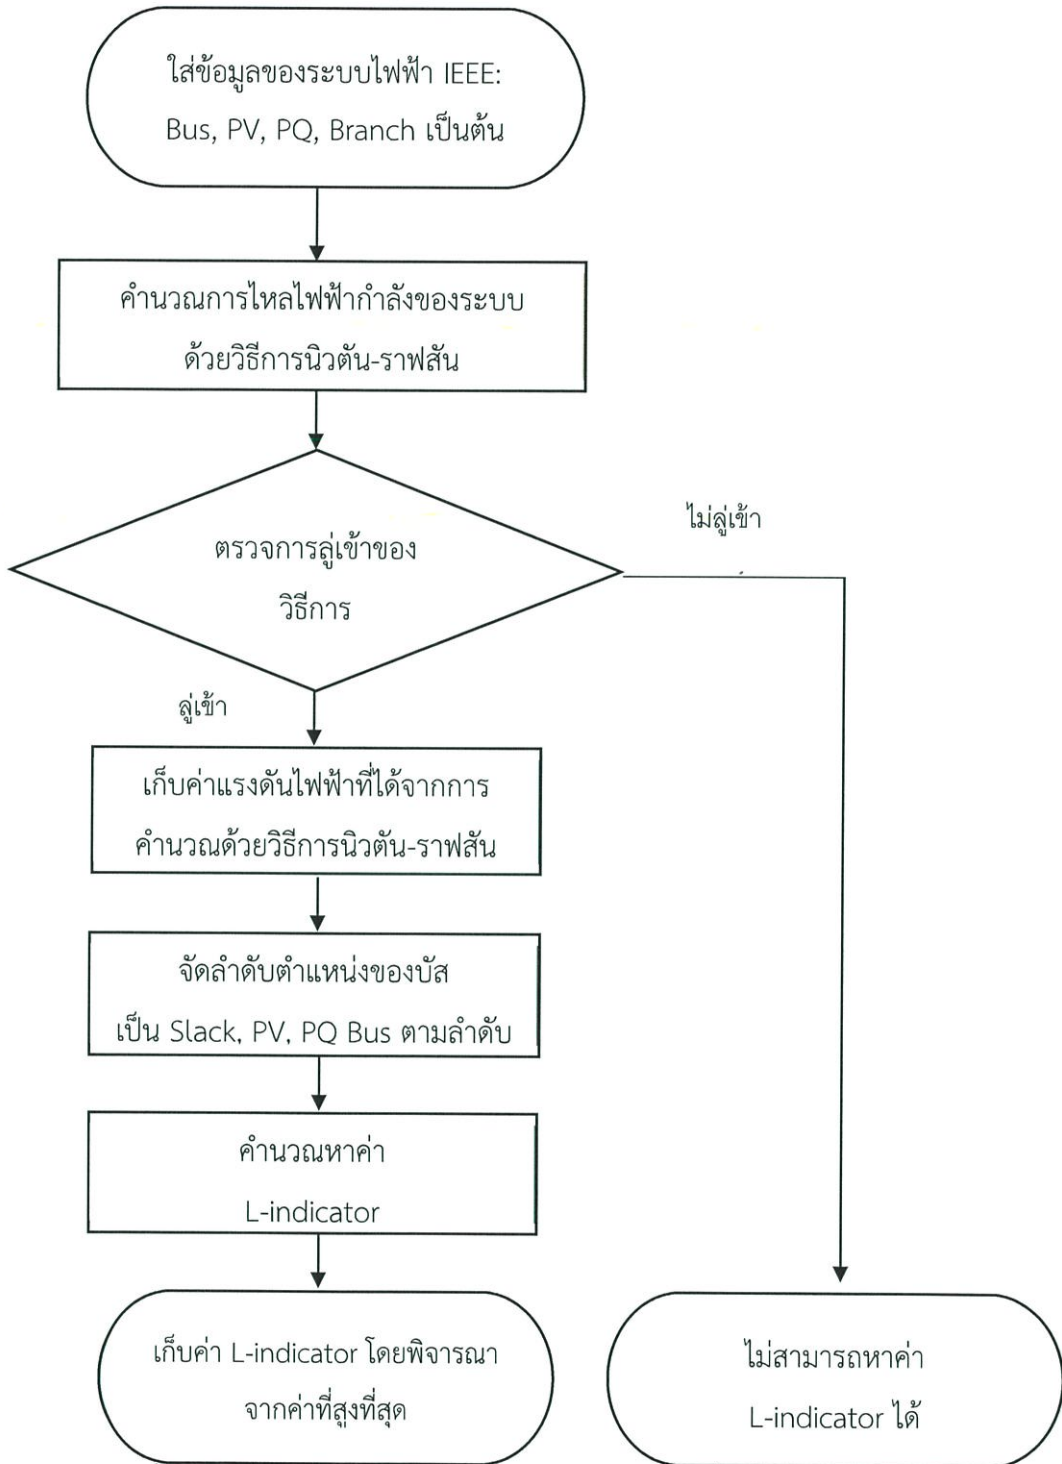 ใส่ข้อมูลของระบบไฟฟ้า IEEE:
Bus, PV, PQ, Branch เป็นต้น
คำนวณการไหลไฟฟ้ากำลังของระบบ
ด้วยวิธีการนิวตัน-ราฟสัน
ตรวจการลู่เข้าของ
วิธีการ
ไม่ลู่เข้า
ลู่เข้า
เก็บค่าแรงดันไฟฟ้าที่ได้จากการ
คำนวณด้วยวิธีการนิวตัน-ราฟสัน
จัดลำดับตำแหน่งของบัส
เป็น Slack, PV, PQ Bus ตามลำดับ
คำนวณหาค่า
L-indicator
เก็บค่า L-indicator โดยพิจารณา
จากค่าที่สูงที่สุด
ไม่สามารถหาค่า
L-indicator ได้